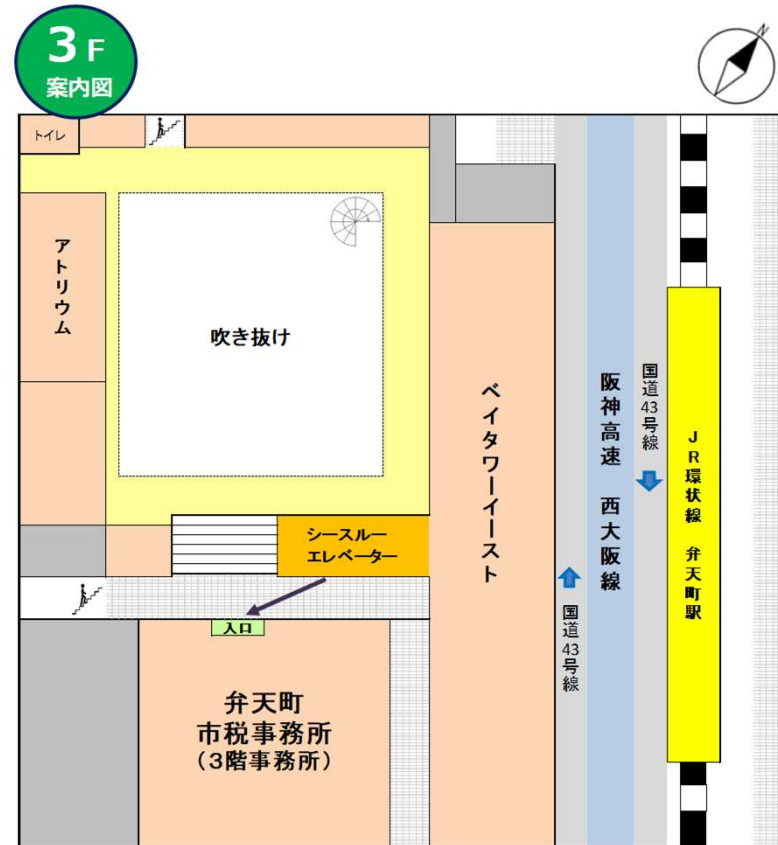 3F
案内図
N
トイレ
アトリウム
吹き抜け
ベイタワーイースト
阪神高速 西大阪線
国道43号線
JR環状線 弁天町駅
シースルー
エレベーター
国道43号線
入口
弁天町
市税事務所
(3階事務所)